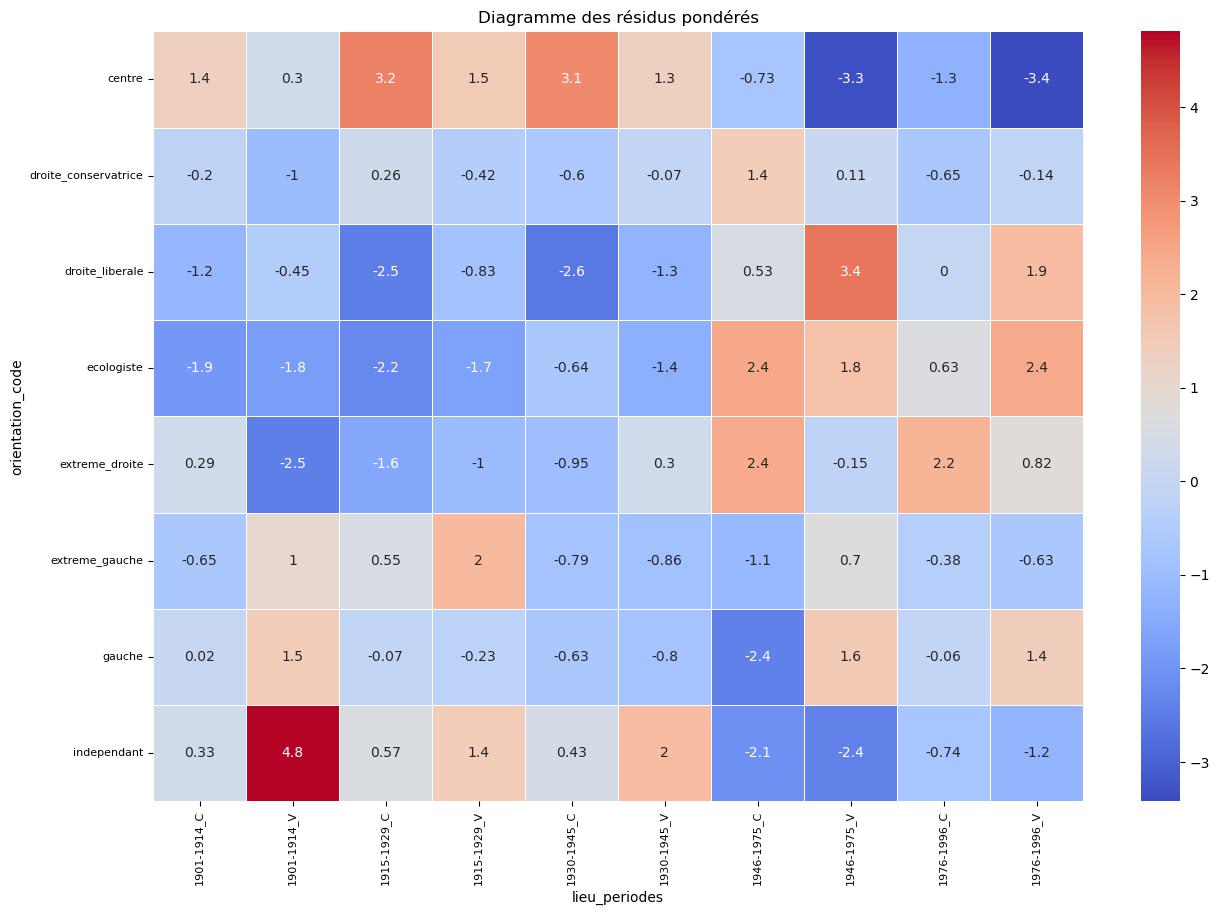 Diagramme des résidus pondérés
orientation_code
centre 1.4 0.3 3.2 1.5 3.1 1.3 -0.73 -3.3 -1.3 -3.4
droite_conservatrice -0.2 -1 0.26 -0.42 -0.6 -0.07 1.4 0.11 -0.65 -0.14
droite_liberale -1.2 -0.45 -2.5 -0.83 -2.6 -1.3 0.53 3.4 0 1.9
ecologiste -1.9 -1.8 -2.2 -1.7 -0.64 -1.4 2.4 1.8 0.63 2.4
extreme_droite 0.29 -2.5 -1.6 -1 -0.95 0.3 2.4 -0.15 2.2 0.82
extreme_gauche -0.65 1 0.55 2 -0.79 -0.86 -1.1 0.7 -0.38 -0.63
gauche 0.02 1.5 -0.07 -0.23 -0.63 -0.8 -2.4 1.6 -0.06 1.4
independant 0.33 4.8 0.57 1.4 0.43 2 -2.1 -2.4 -0.74 -1.2
1901-1914_C 1901-1914_V 1915-1929_C 1915-1929_V 1930-1945_C 1930-1945_V 1946-1975_C 1946-1975_V 1976-1996_C 1976-1996_V
lieu_periodes
4
3
2
1
0
−1
−2
−3